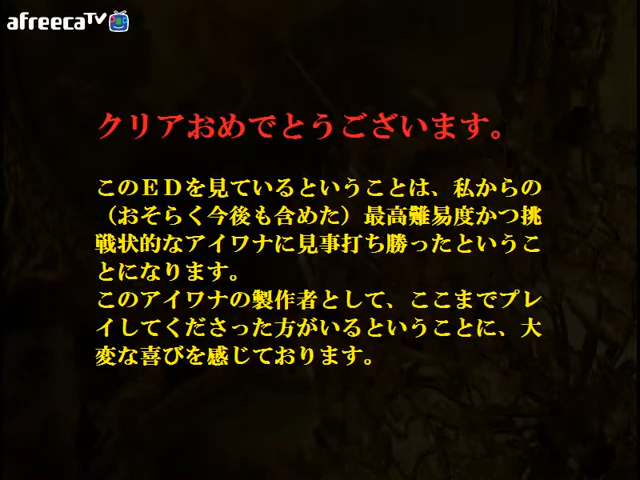 afreecaTV
クリアおめでとうございます。
このＥＤを見ているということは、私からの
（おそらく今後も含めた）最高難易度かつ挑
戦状的なアイワナに見事打ち勝ったというこ
とになります。
このアイワナの製作者として、ここまでプレ
イしてくださった方がいるということに、大
変な喜びを感じております。